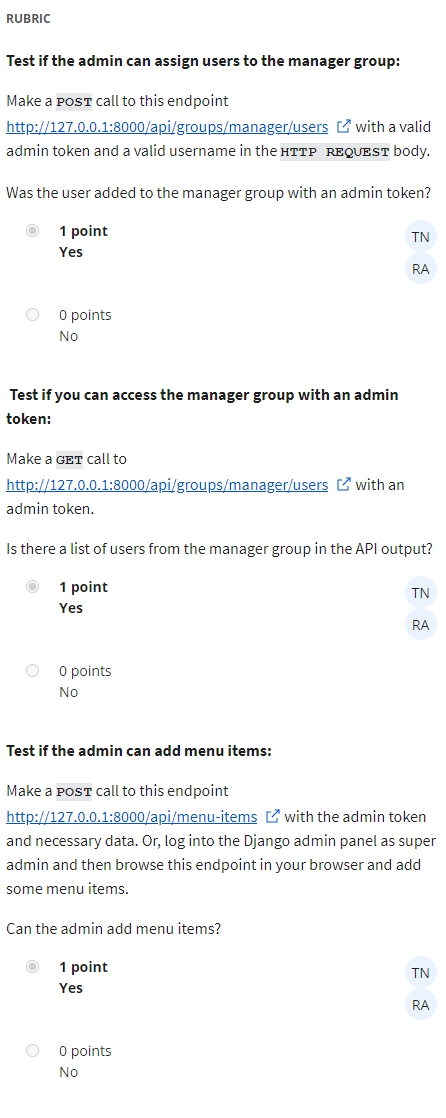 RUBRIC
Test if the admin can assign users to the manager group:
Make a POST call to this endpoint
http://127.0.0.1:8000/api/groups/manager/users with a valid
admin token and a valid username in the HTTP REQUEST body.
Was the user added to the manager group with an admin token?
1 point
Yes
TN
RA
0 points
No
Test if you can access the manager group with an admin
token:
Make a GET call to
http://127.0.0.1:8000/api/groups/manager/users with an
admin token.
Is there a list of users from the manager group in the API output?
1 point
Yes
TN
RA
0 points
No
Test if the admin can add menu items:
Make a POST call to this endpoint
http://127.0.0.1:8000/api/menu-items with the admin token
and necessary data. Or, log into the Django admin panel as super
admin and then browse this endpoint in your browser and add
some menu items.
Can the admin add menu items?
1 point
Yes
TN
RA
0 points
No